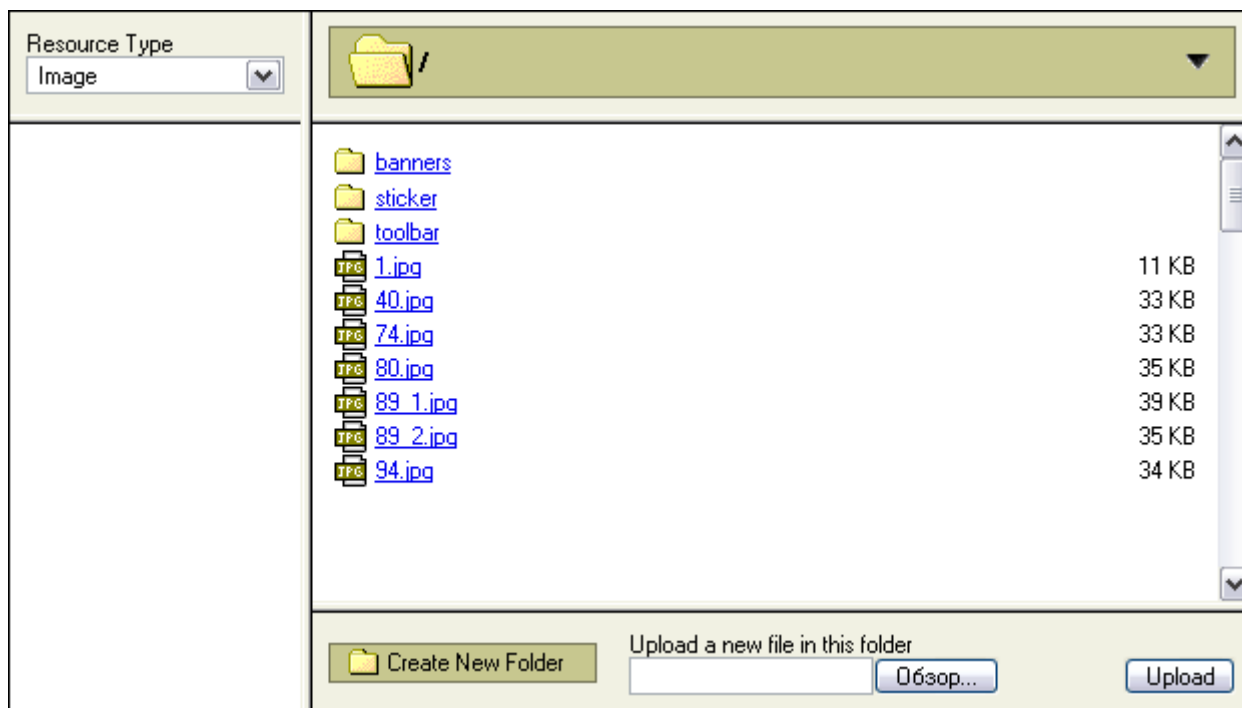 Resource Type
Image
/
banners
sticker
toolbar
1.jpg 11 KB
40.jpg 33 KB
74.jpg 33 KB
80.jpg 35 KB
89_1.jpg 39 KB
89_2.jpg 35 KB
94.jpg 34 KB
Create New Folder
Upload a new file in this folder
Обзор...
Upload